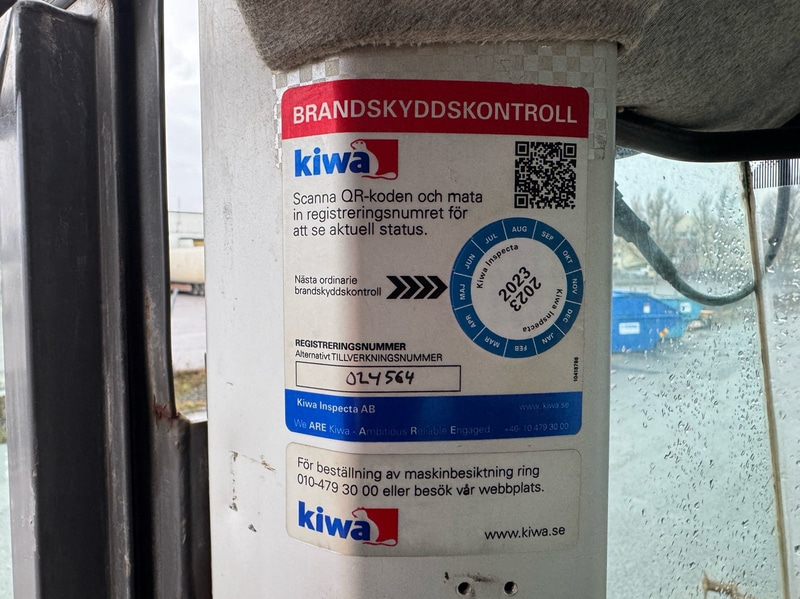 BRANDSKYDDSKONTROLL
kiwa
Scanna QR-koden och mata
in registreringsnumret för
att se aktuell status.
Nästa ordinarie
brandskyddskontroll
JAN FEB MAR APR MAJ JUN JUL AUG SEP OKT NOV DEC
Kiwa Inspecta
2023
2023
Kiwa Inspecta
REGISTRERINGSNUMMER
Alternativt TILLVERKNINGSNUMMER
024564
Kiwa Inspecta AB
www.kiwa.se
We ARE Kiwa - Ambitious Reliable Engaged
+46- 10 479 30 00
För beställning av maskinbesiktning ring
010-479 30 00 eller besök vår webbplats.
kiwa
www.kiwa.se